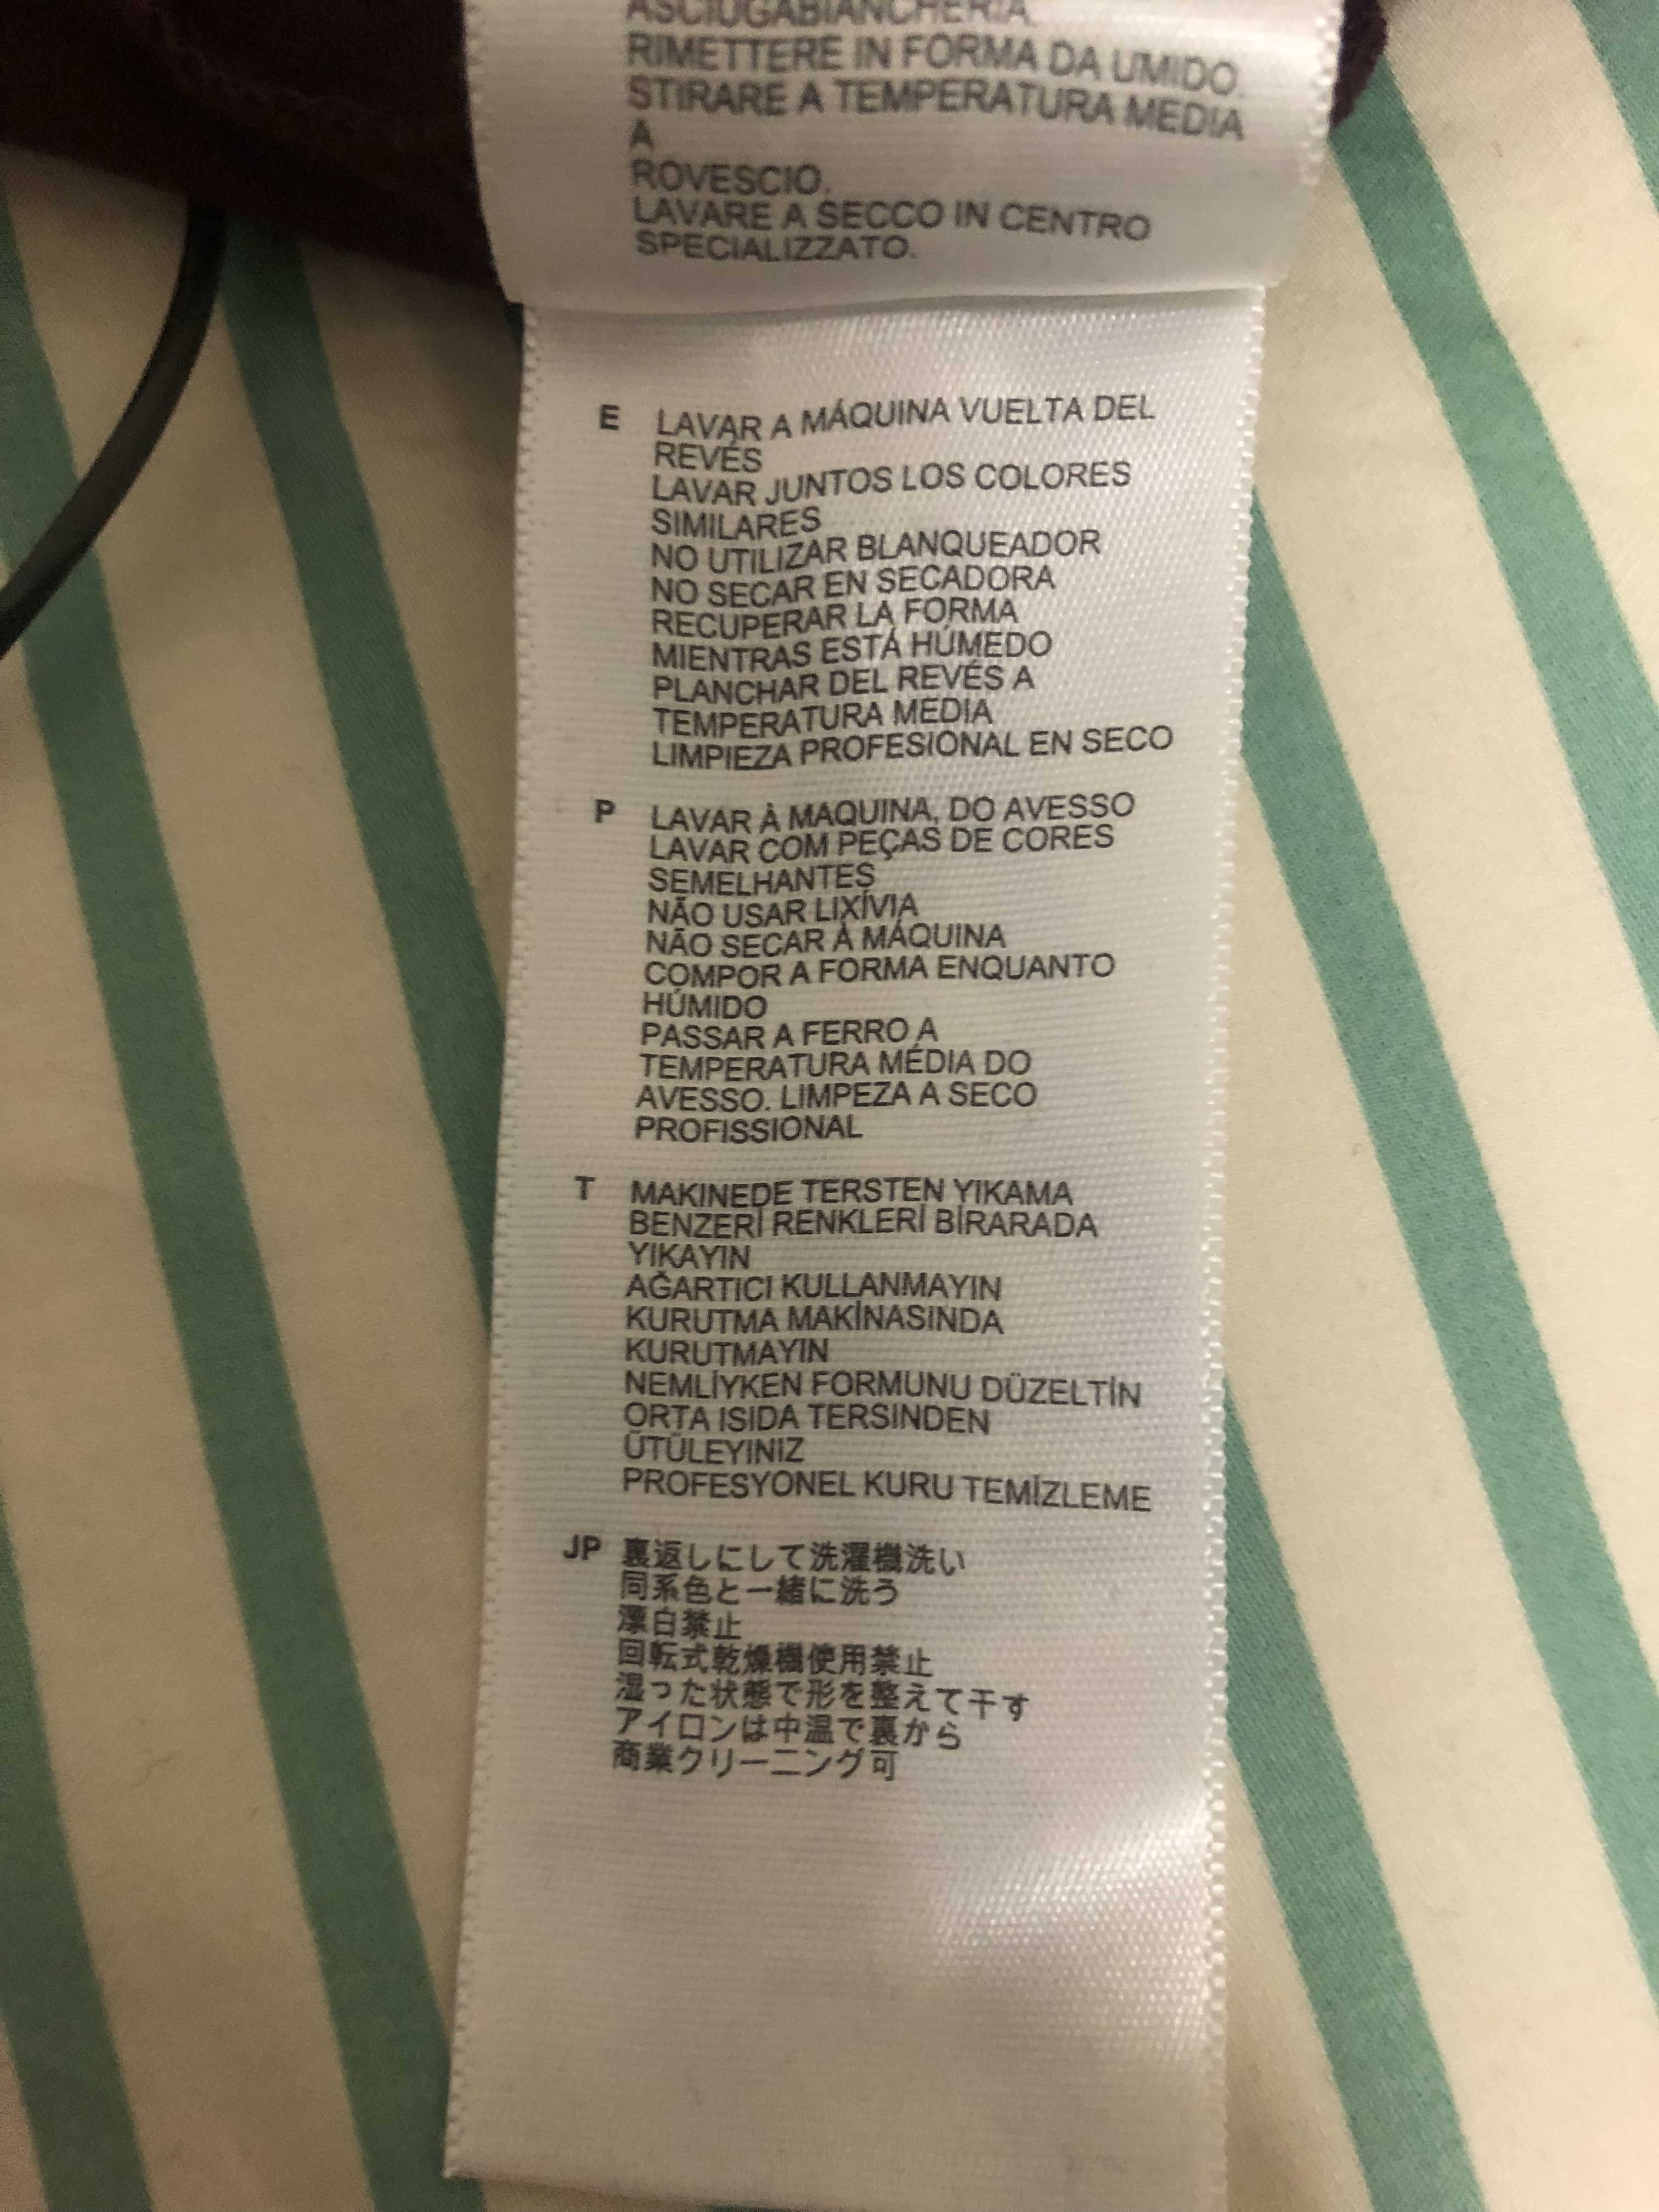 ASCIUGABIANCHERIA.
RIMETTERE IN FORMA DA UMIDO.
STIRARE A TEMPERATURA MEDIA
A
ROVESCIO.
LAVARE A SECCO IN CENTRO
SPECIALIZZATO.
E LAVAR A MÁQUINA VUELTA DEL
REVÉS
LAVAR JUNTOS LOS COLORES
SIMILARES
NO UTILIZAR BLANQUEADOR
NO SECAR EN SECADORA
RECUPERAR LA FORMA
MIENTRAS ESTÁ HÚMEDO
PLANCHAR DEL REVÉS A
TEMPERATURA MEDIA
LIMPIEZA PROFESIONAL EN SECO
P LAVAR À MAQUINA, DO AVESSO
LAVAR COM PEÇAS DE CORES
SEMELHANTES
NÃO USAR LIXÍVIA
NÃO SECAR À MÁQUINA
COMPOR A FORMA ENQUANTO
HÚMIDO
PASSAR A FERRO A
TEMPERATURA MÉDIA DO
AVESSO. LIMPEZA A SECO
PROFISSIONAL
T MAKINEDE TERSTEN YIKAMA
BENZERİ RENKLERİ BİRARADA
YIKAYIN
AĞARTICI KULLANMAYIN
KURUTMA MAKİNASINDA
KURUTMAYIN
NEMLİYKEN FORMUNU DÜZELTİN
ORTA ISIDA TERSINDEN
ÜTÜLEYINIZ
PROFESYONEL KURU TEMİZLEME
JP 裏返しにして洗濯機洗い
同系色と一緒に洗う
漂白禁止
回転式乾燥機使用禁止
湿った状態で形を整えて干す
アイロンは中温で裏から
商業クリーニング可